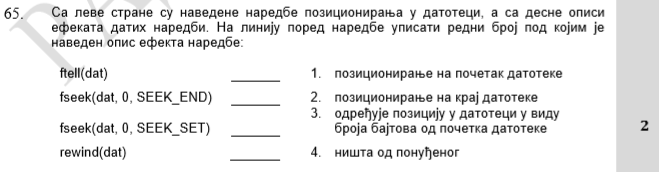 65. Са леве стране су наведене наредбе позиционирања у датотеци, а са десне описи
ефеката датих наредби. На линију поред наредбе уписати редни број под којим је
наведен опис ефекта наредбе:
ftell(dat) _______ 1. позиционирање на почетак датотеке
fseek(dat, 0, SEEK_END) _______ 2. позиционирање на крај датотеке
3. одређује позицију у датотеци у виду
fseek(dat, 0, SEEK_SET) _______ броја бајтова од почетка датотеке
2
rewind(dat) _______ 4. ништа од понуђеног